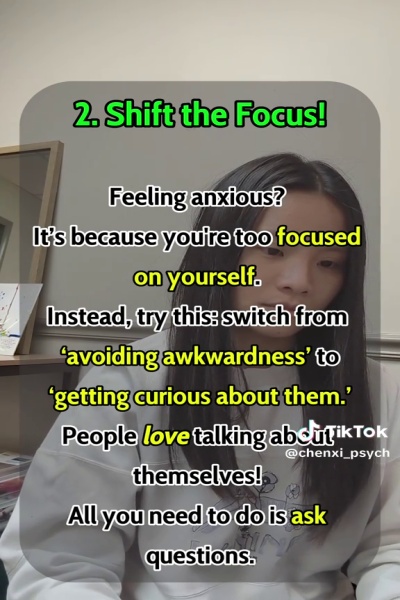 2. Shift the Focus!
Feeling anxious?
It's because you're too focused
on yourself.
Instead, try this: switch from
'avoiding awkwardness' to
'getting curious about them.'
People love talking about
themselves!
All you need to do is ask
questions.
TikTok
@chenxi_psych